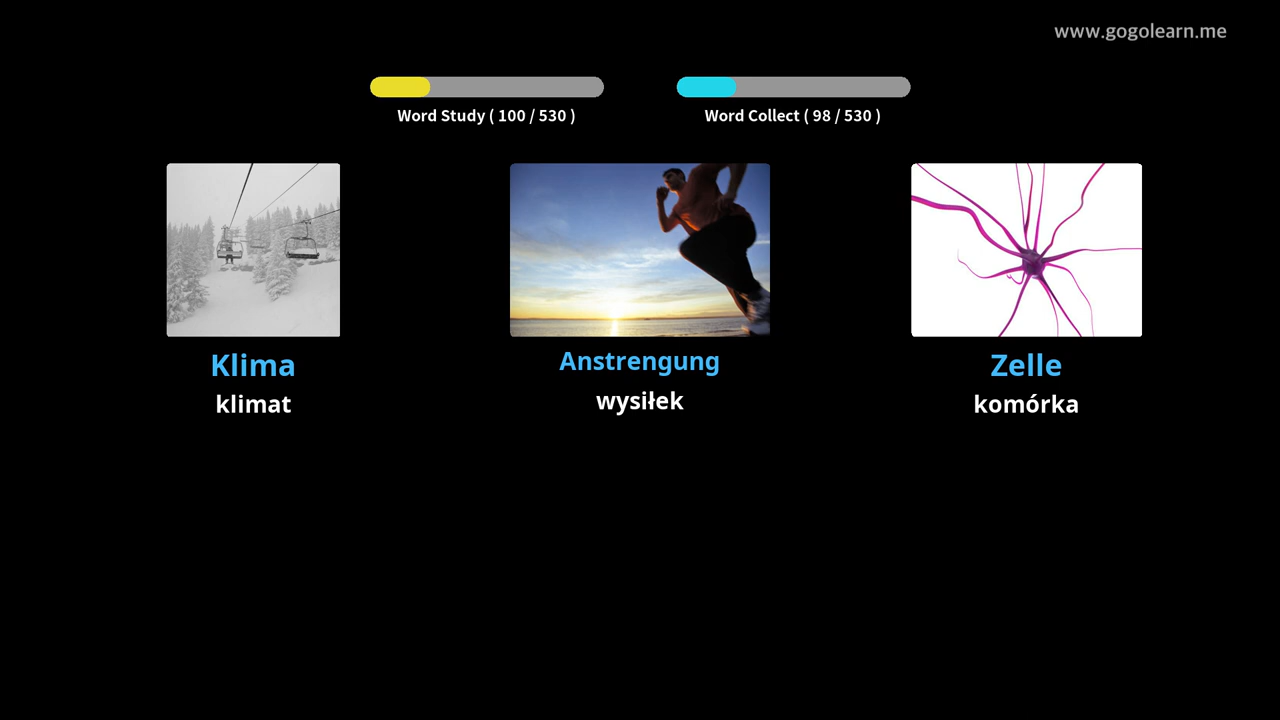 www.gogolearn.me
Word Study ( 100 / 530 )
Word Collect ( 98 / 530 )
Klima
klimat
Anstrengung
wysiłek
Zelle
komórka